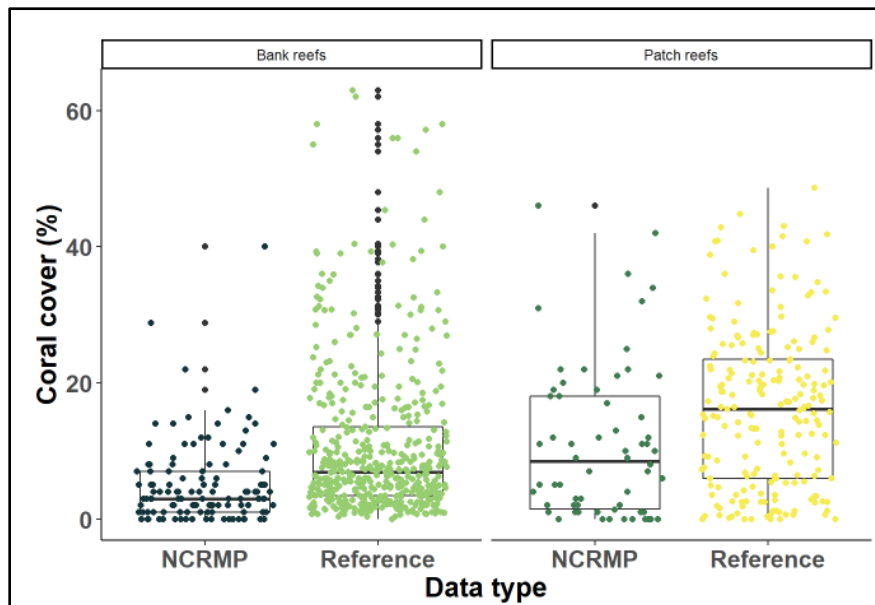 Bank reefs
Patch reefs
Coral cover (%)
60
40
20
0
NCRMP
Reference
NCRMP
Reference
Data type